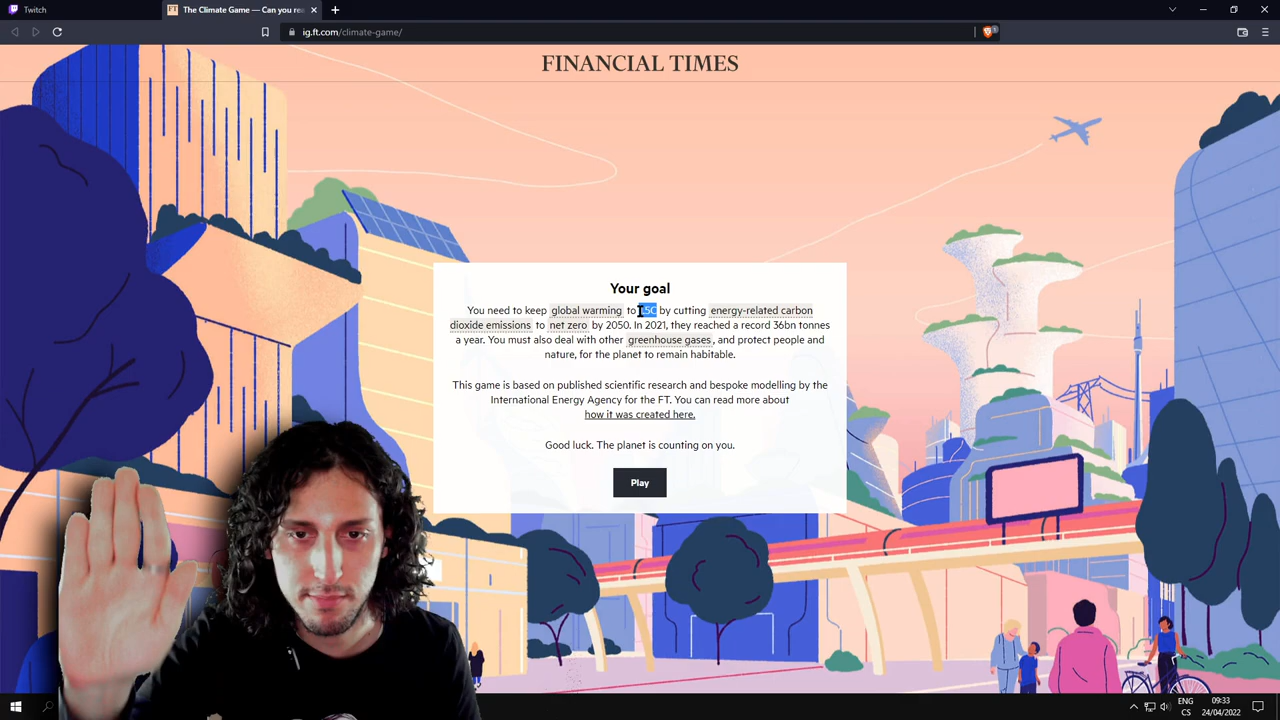 Twitch
FT The Climate Game — Can you rea
ig.ft.com/climate-game/
FINANCIAL TIMES
Your goal
You need to keep global warming to 1.5C by cutting energy-related carbon
dioxide emissions to net zero by 2050. In 2021, they reached a record 36bn tonnes
a year. You must also deal with other greenhouse gases, and protect people and
nature, for the planet to remain habitable.
This game is based on published scientific research and bespoke modelling by the
International Energy Agency for the FT. You can read more about
how it was created here.
Good luck. The planet is counting on you.
Play
ENG
09:33
CS
24/04/2022